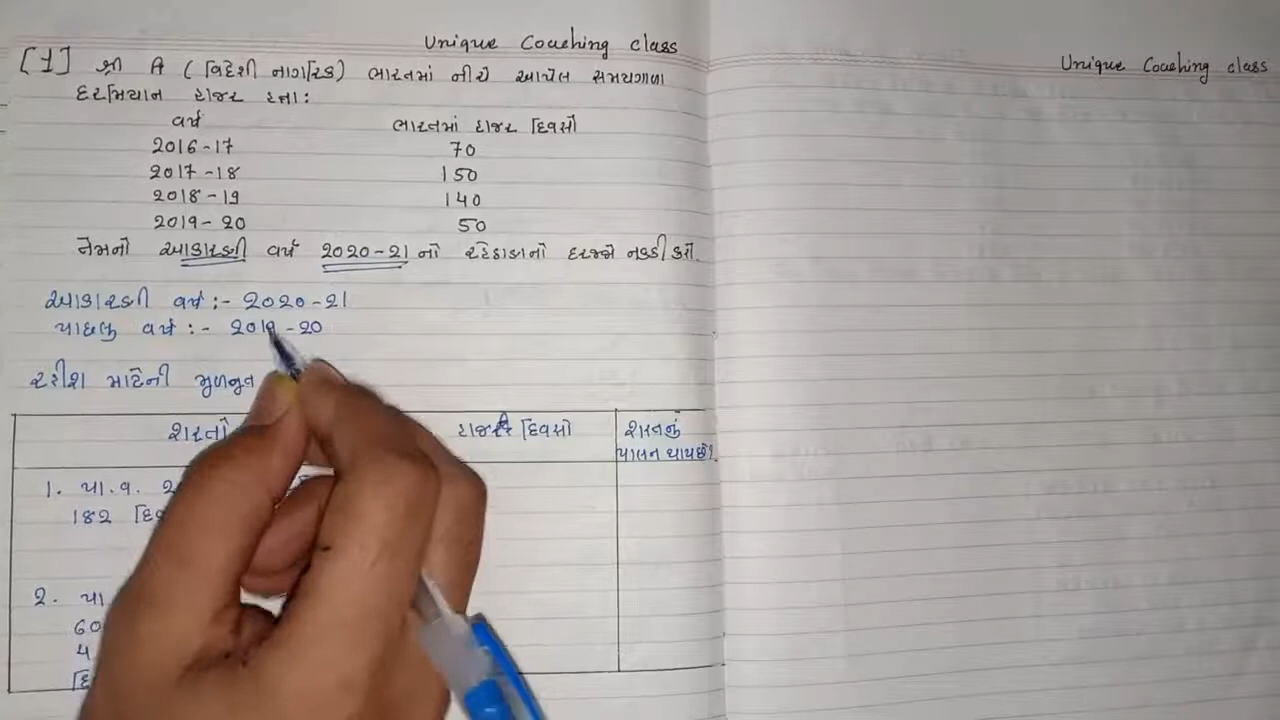 Unique Coaching class
Unique Coaching class
[1] શ્રી A (વિદેશી નાગરિક) ભારતમાં નીચે આપેલ સમયગાળા
દરમિયાન હાજર હતા:
વર્ષ ભારતમાં હાજર દિવસો
2016-17 70
2017-18 150
2018-19 140
2019-20 50
તેમનો આકારણી વર્ષ 2020-21 નો રહેઠાણનો દરજ્જો નક્કી કરો.
આકારણી વર્ષ :- 2020-21
પાછલુ વર્ષ :- 2019-20
રહીશ માટેની મુળભુત
શરતો હાજરી દિવસો શરતનું
પાલન થાય છે?
1. પા.વ.
182
2. પા
60
4